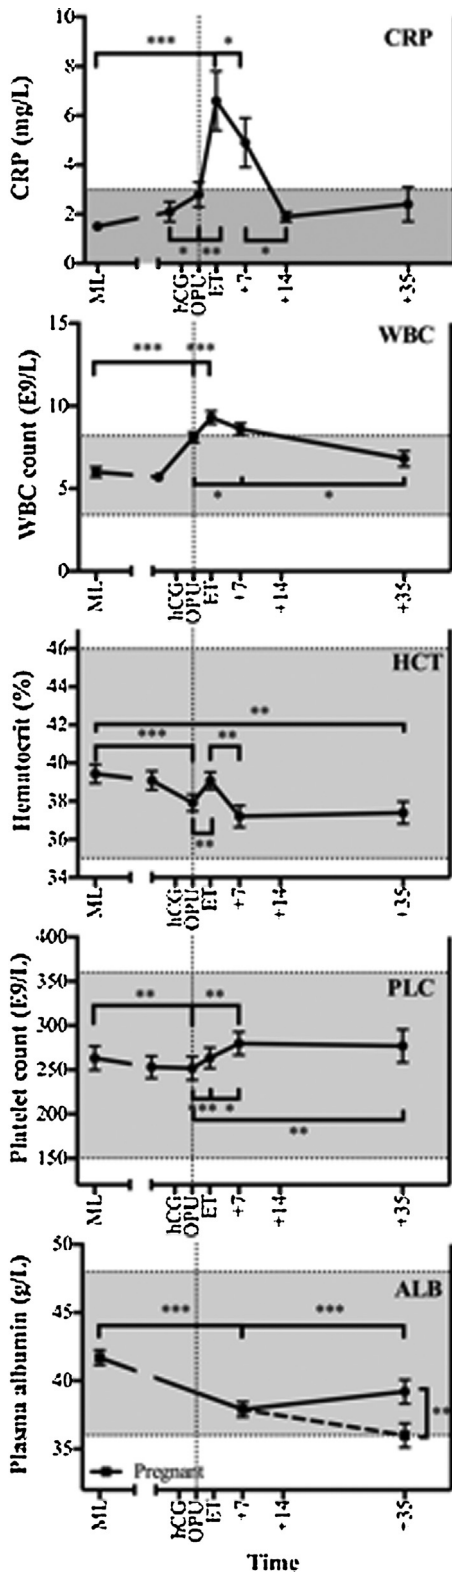 CRP
CRP (mg/L)
10
8
6
4
2
0
*** *
* ** *
ML hCG OPU ET +7 +14 +35
WBC
WBC count (E9/L)
15
10
5
0
*** ***
* *
ML hCG OPU ET +7 +14 +35
HCT
Hematocrit (%)
46
44
42
40
38
36
34
**
*** **
**
ML hCG OPU ET +7 +14 +35
PLC
Platelet count (E9/L)
400
350
300
250
200
150
** **
*** *
**
ML hCG OPU ET +7 +14 +35
ALB
Plasma albumin (g/L)
50
45
40
35
*** ***
**
Pregnant
ML hCG OPU ET +7 +14 +35
Time